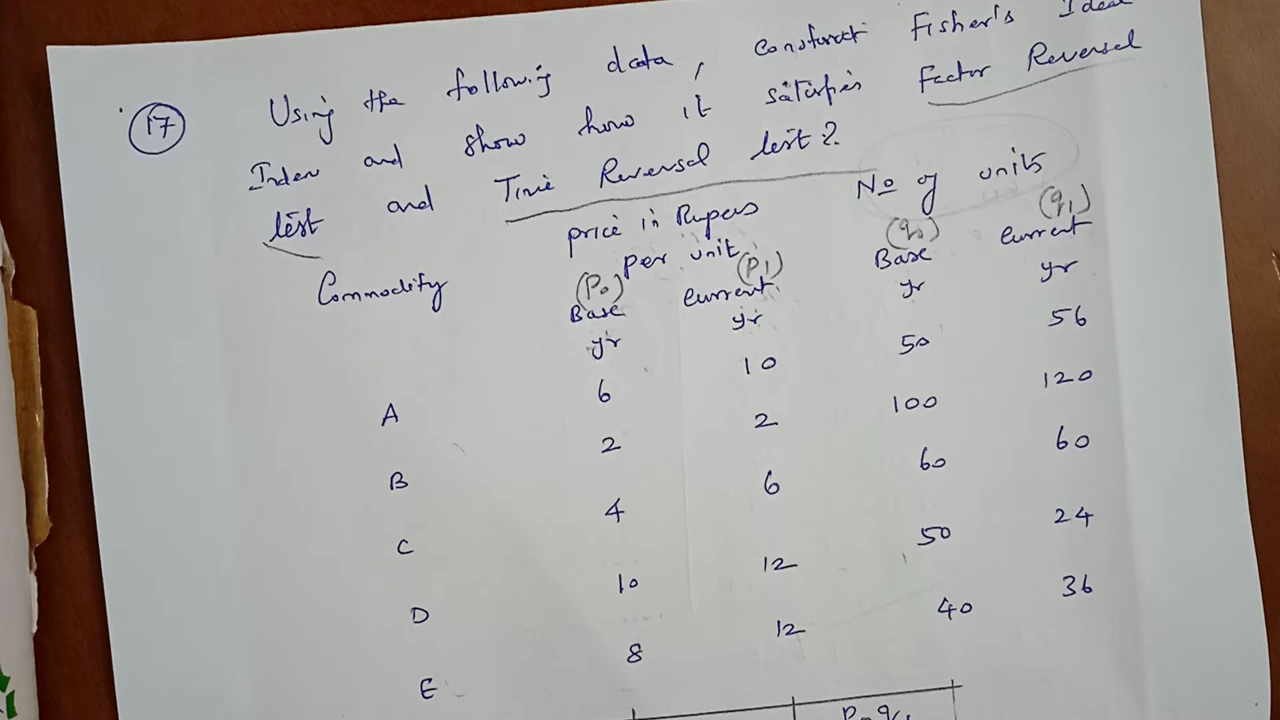 17 Using the following data, construct Fisher's Ideal
Index and show how it satisfies Factor Reversal
test and Time Reversal test?
Commodity price in Rupees per unit No of units
(P₀) Base yr (P₁) Current yr (q₀) Base yr (q₁) Current yr
A 6 10 50 56
B 2 2 100 120
C 4 6 60 60
D 10 12 50 24
E 8 12 40 36